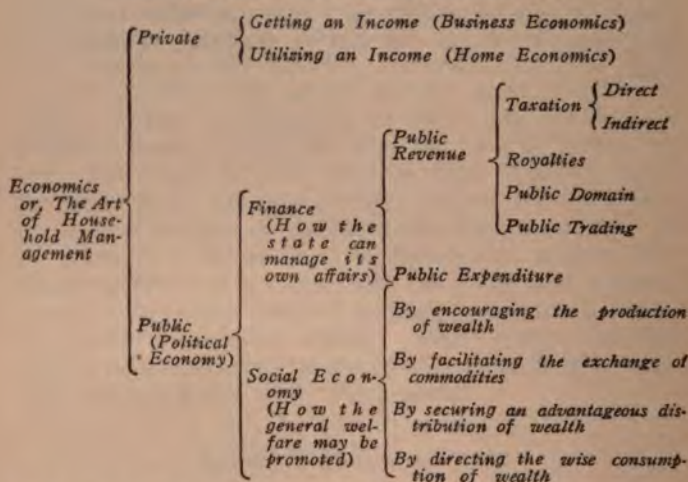 Economics
or, The Art
of House-
hold Man-
agement
Private
Getting an Income (Business Economics)
Utilizing an Income (Home Economics)
Public
(Political
Economy)
Finance
(How the
state can
manage its
own affairs)
Public
Revenue
Taxation
Direct
Indirect
Royalties
Public Domain
Public Trading
Public Expenditure
Social Econ-
omy
(How the
general wel-
fare may be
promoted)
By encouraging the production
of wealth
By facilitating the exchange of
commodities
By securing an advantageous dis-
tribution of wealth
By directing the wise consump-
tion of wealth